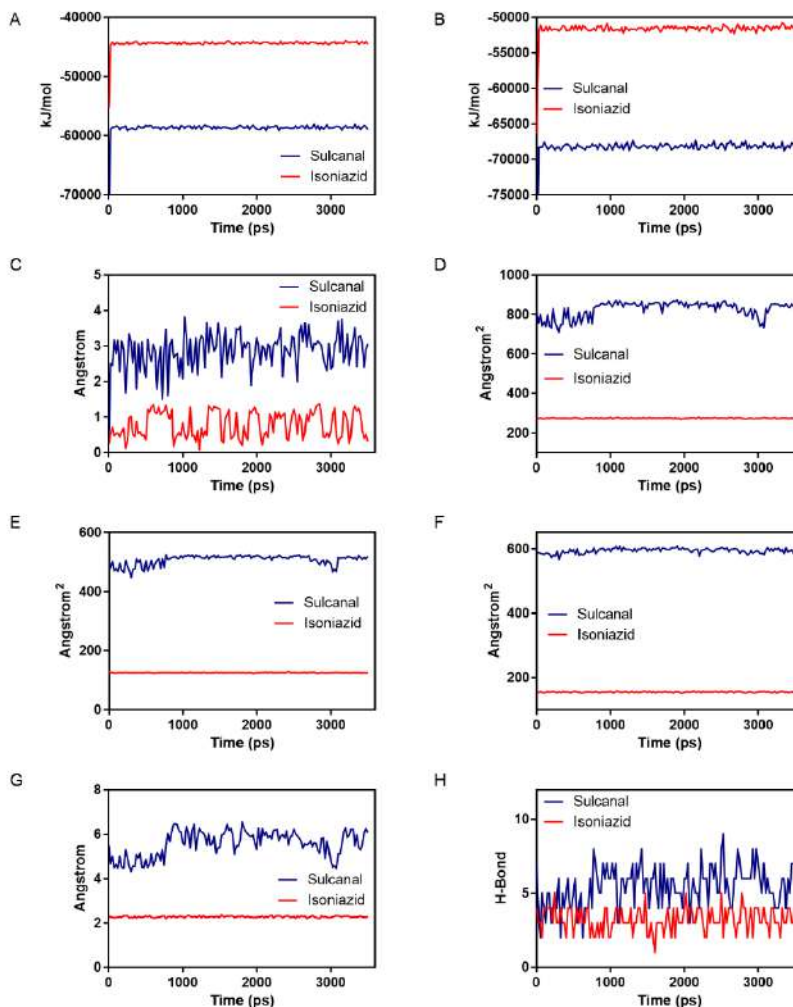 A
-40000
-50000
-60000
-70000
kJ/mol
Sulcanal
Isoniazid
0 1000 2000 3000
Time (ps)
B
-50000
-55000
-60000
-65000
-70000
-75000
kJ/mol
Sulcanal
Isoniazid
0 1000 2000 3000
Time (ps)
C
5
4
3
2
1
0
Angstrom
Sulcanal
Isoniazid
0 1000 2000 3000
Time (ps)
D
1000
800
600
400
200
Angstrom²
Sulcanal
Isoniazid
0 1000 2000 3000
Time (ps)
E
600
400
200
0
Angstrom²
Sulcanal
Isoniazid
0 1000 2000 3000
Time (ps)
F
600
400
200
Angstrom²
Sulcanal
Isoniazid
0 1000 2000 3000
Time (ps)
G
8
6
4
2
0
Angstrom
Sulcanal
Isoniazid
0 1000 2000 3000
Time (ps)
H
10
5
0
H-Bond
Sulcanal
Isoniazid
0 1000 2000 3000
Time (ps)